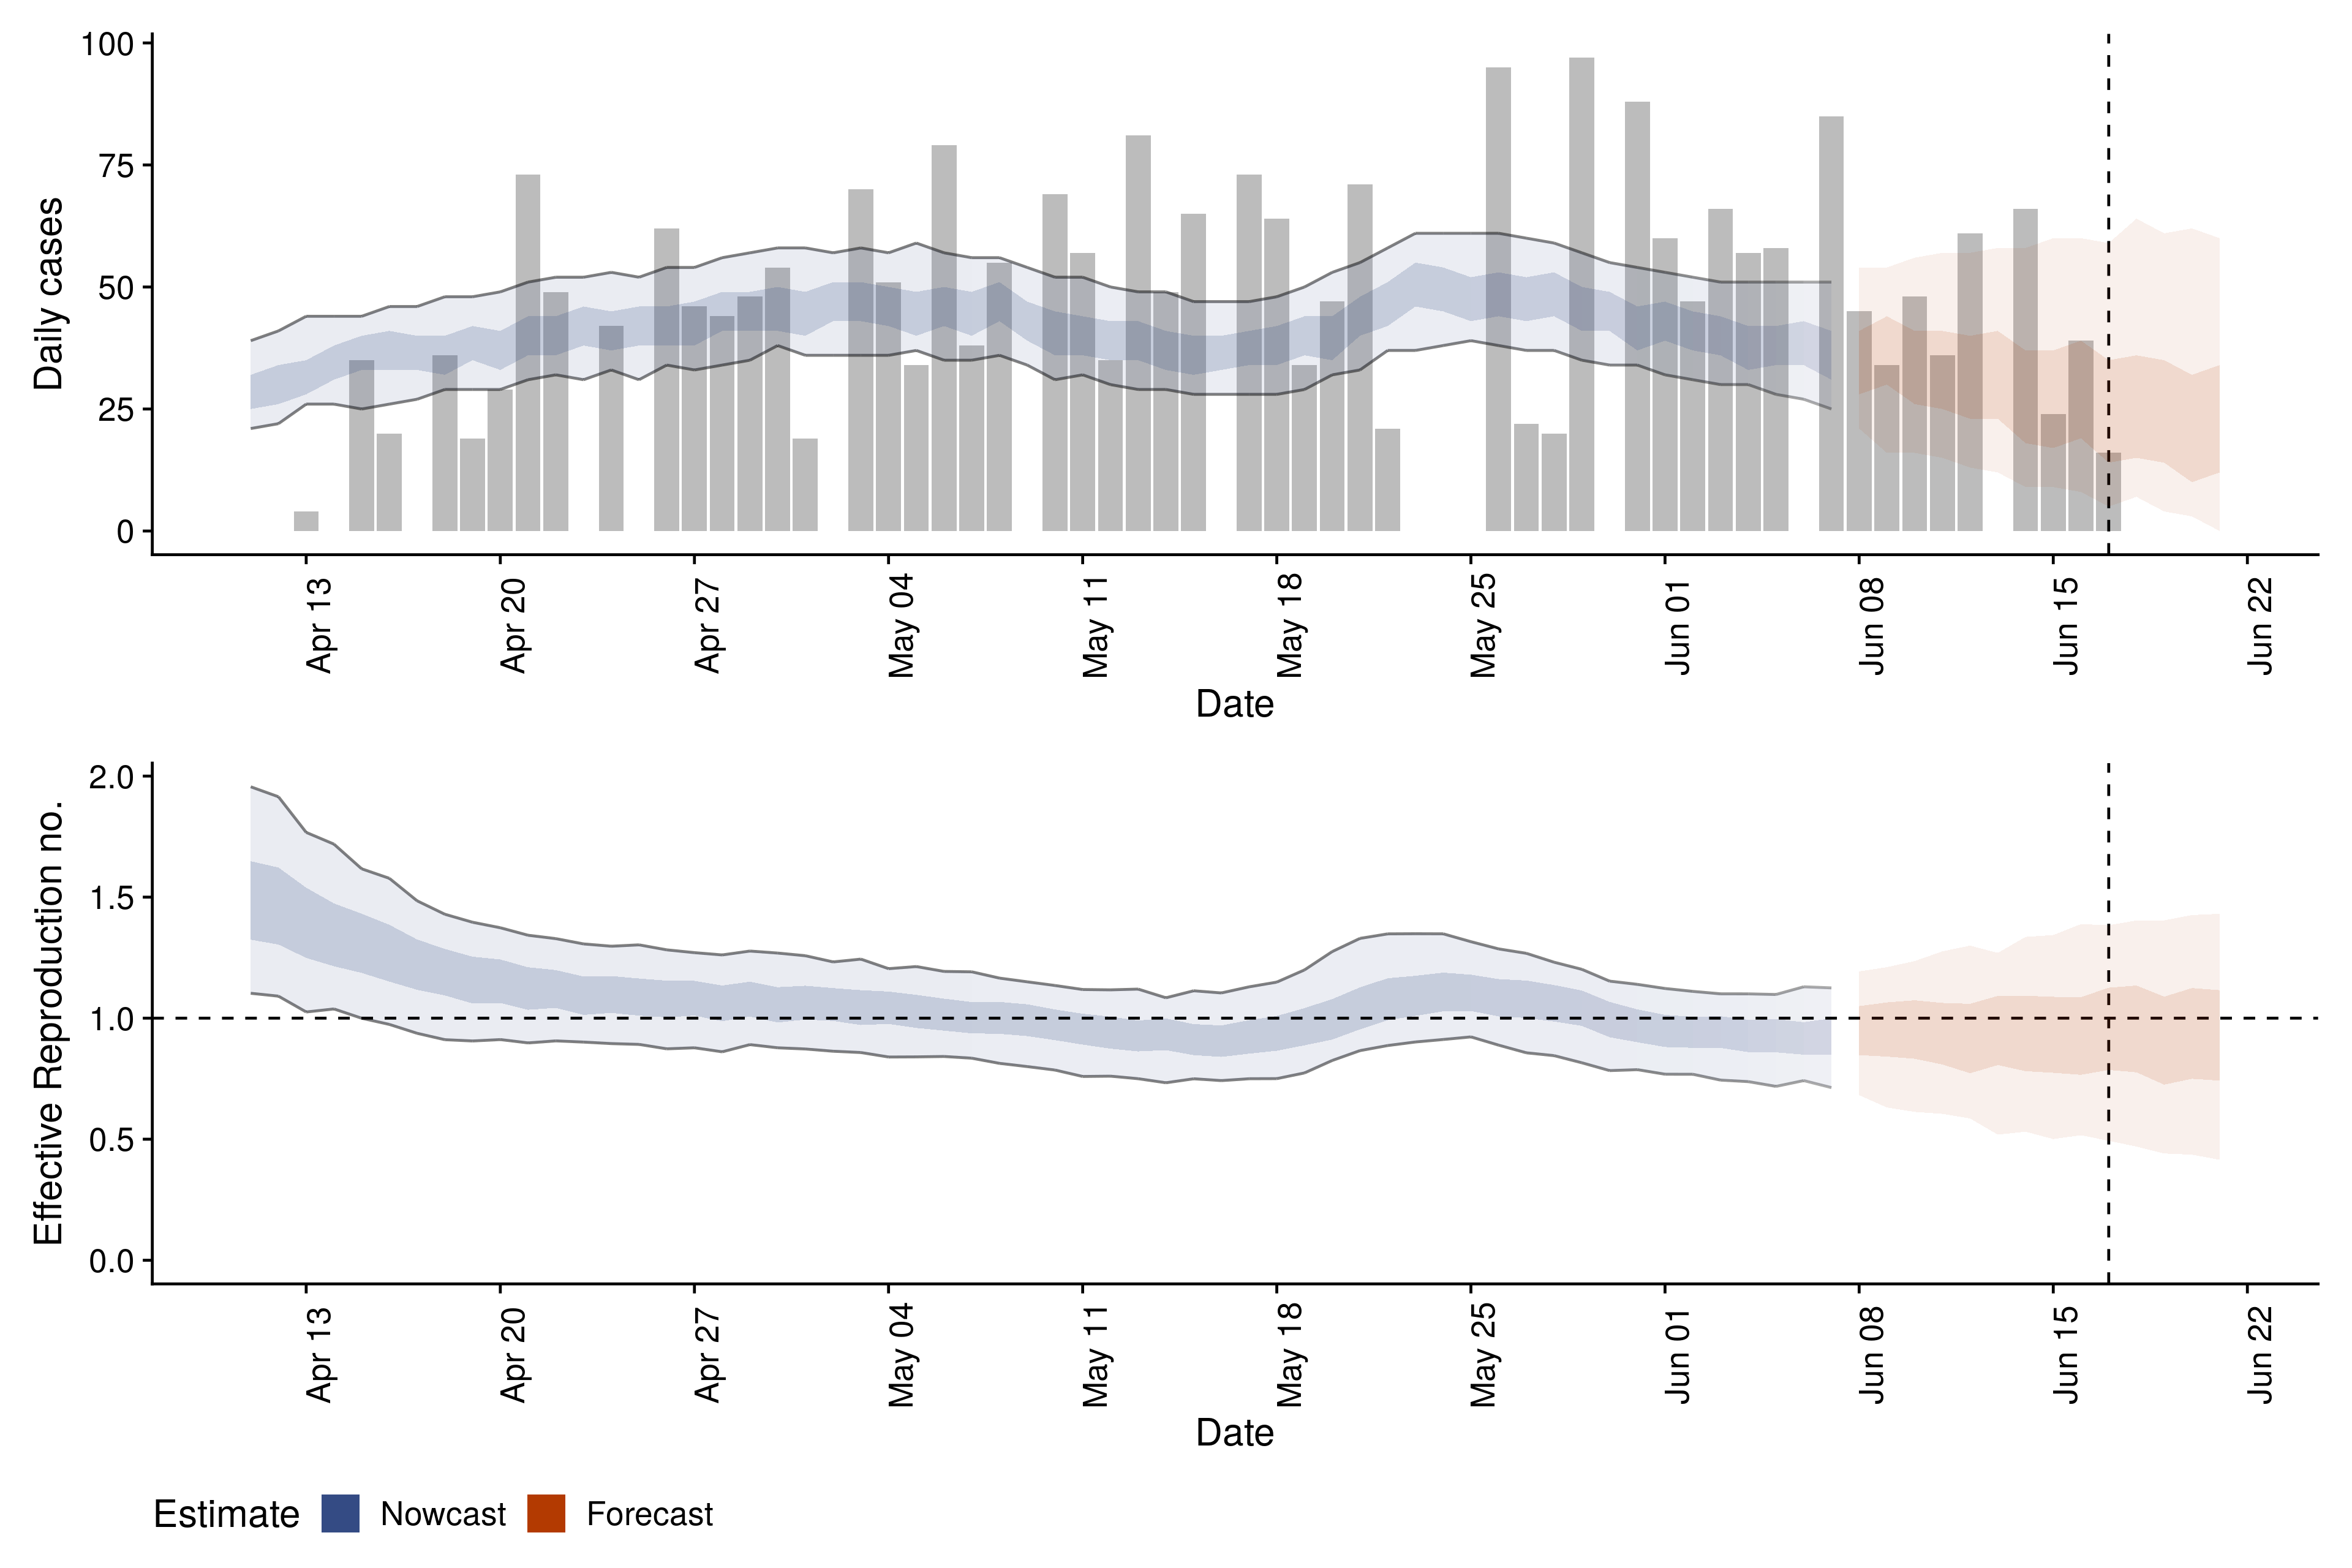 100
75
50
25
0
Daily cases
Apr 13
Apr 20
Apr 27
May 04
May 11
May 18
May 25
Jun 01
Jun 08
Jun 15
Jun 22
Date
2.0
1.5
1.0
0.5
0.0
Effective Reproduction no.
Apr 13
Apr 20
Apr 27
May 04
May 11
May 18
May 25
Jun 01
Jun 08
Jun 15
Jun 22
Date
Estimate Nowcast Forecast